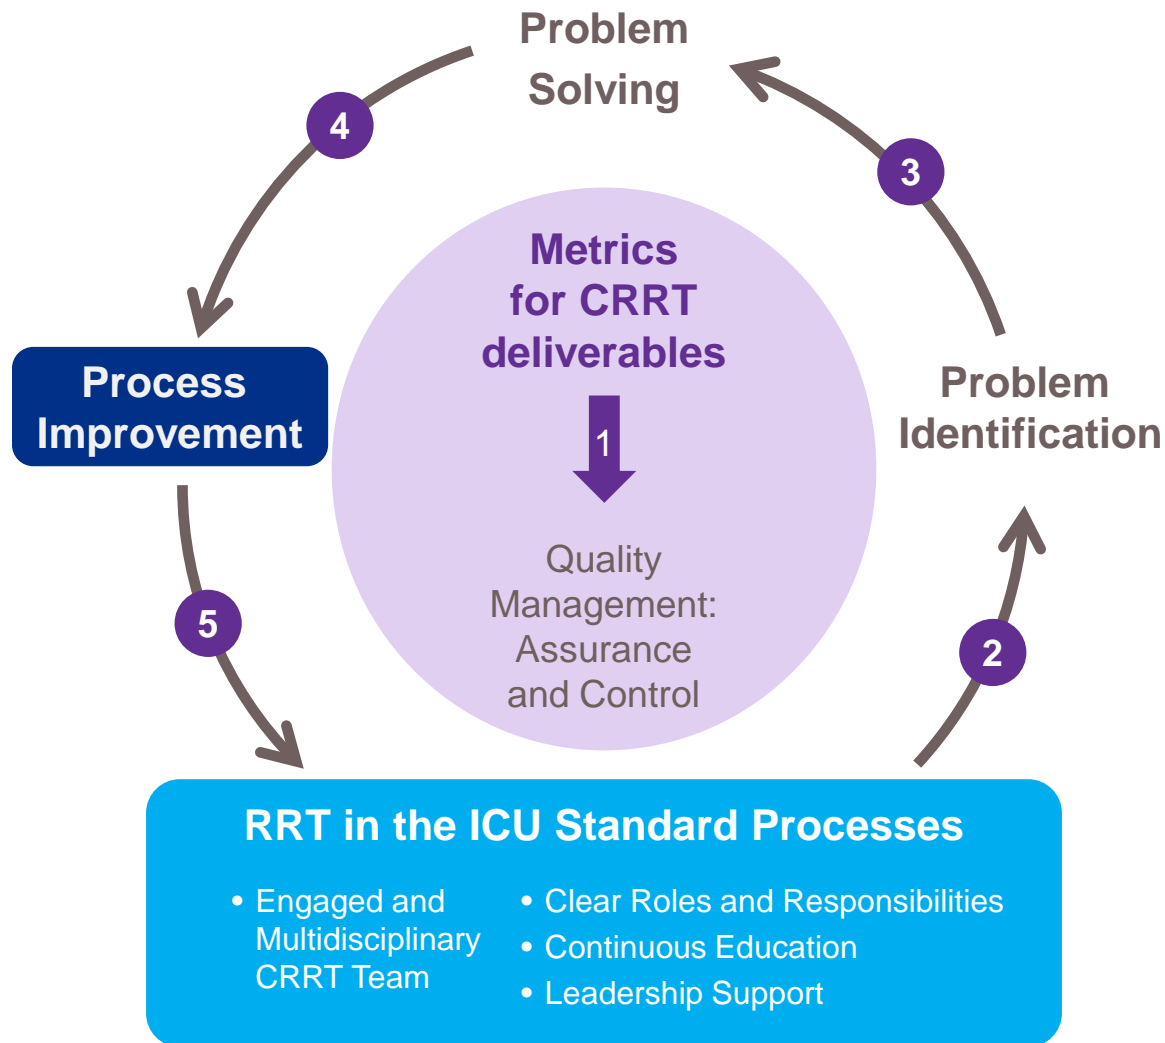 Problem
Solving
4
3
Metrics
for CRRT
deliverables
Process
Improvement
Problem
Identification
1
Quality
Management:
Assurance
and Control
5
2
RRT in the ICU Standard Processes
• Engaged and
Multidisciplinary
CRRT Team
• Clear Roles and Responsibilities
• Continuous Education
• Leadership Support